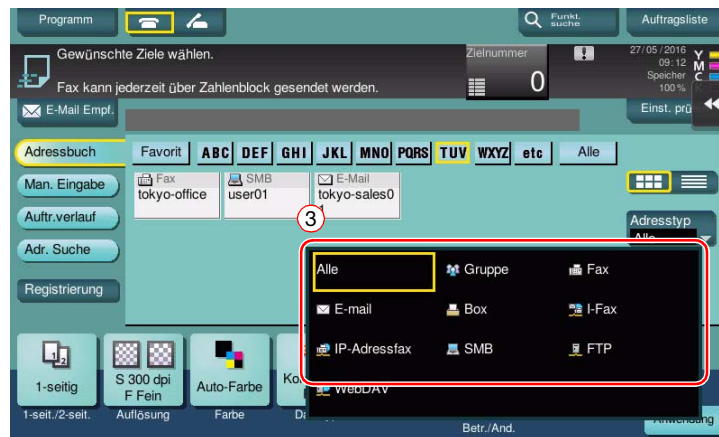 Programm
Funkt. suche
Auftragsliste
Gewünschte Ziele wählen.
Zielnummer
27/05/2016
09:12
Speicher
100 %
Y
M
C
K
Fax kann jederzeit über Zahlenblock gesendet werden.
0
E-Mail Empf.
Einst. prü
Adressbuch
Favorit ABC DEF GHI JKL MNO PQRS TUV WXYZ etc Alle
Man. Eingabe
Fax
tokyo-office
SMB
user01
E-Mail
tokyo-sales0
1
Auftr.verlauf
3
Adresstyp
Alle
Adr. Suche
Registrierung
Alle Gruppe Fax
E-mail Box I-Fax
IP-Adressfax SMB FTP
WebDAV
1 2
1-seitig
S 300 dpi
F Fein
Auto-Farbe
1-seit./2-seit. Auflösung Farbe
Betr./And.
Anwendung